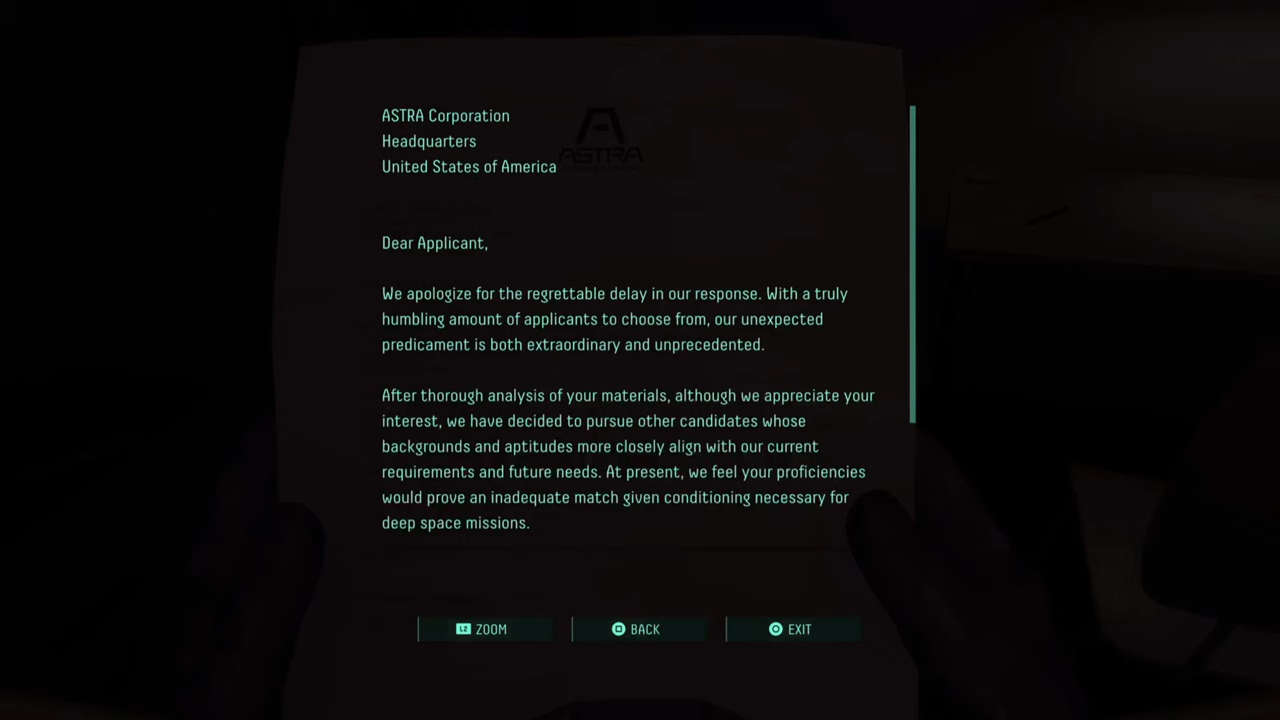 ASTRA Corporation
Headquarters
United States of America
ASTRA
Dear Applicant,
We apologize for the regrettable delay in our response. With a truly
humbling amount of applicants to choose from, our unexpected
predicament is both extraordinary and unprecedented.
After thorough analysis of your materials, although we appreciate your
interest, we have decided to pursue other candidates whose
backgrounds and aptitudes more closely align with our current
requirements and future needs. At present, we feel your proficiencies
would prove an inadequate match given conditioning necessary for
deep space missions.
L2 ZOOM
BACK
EXIT